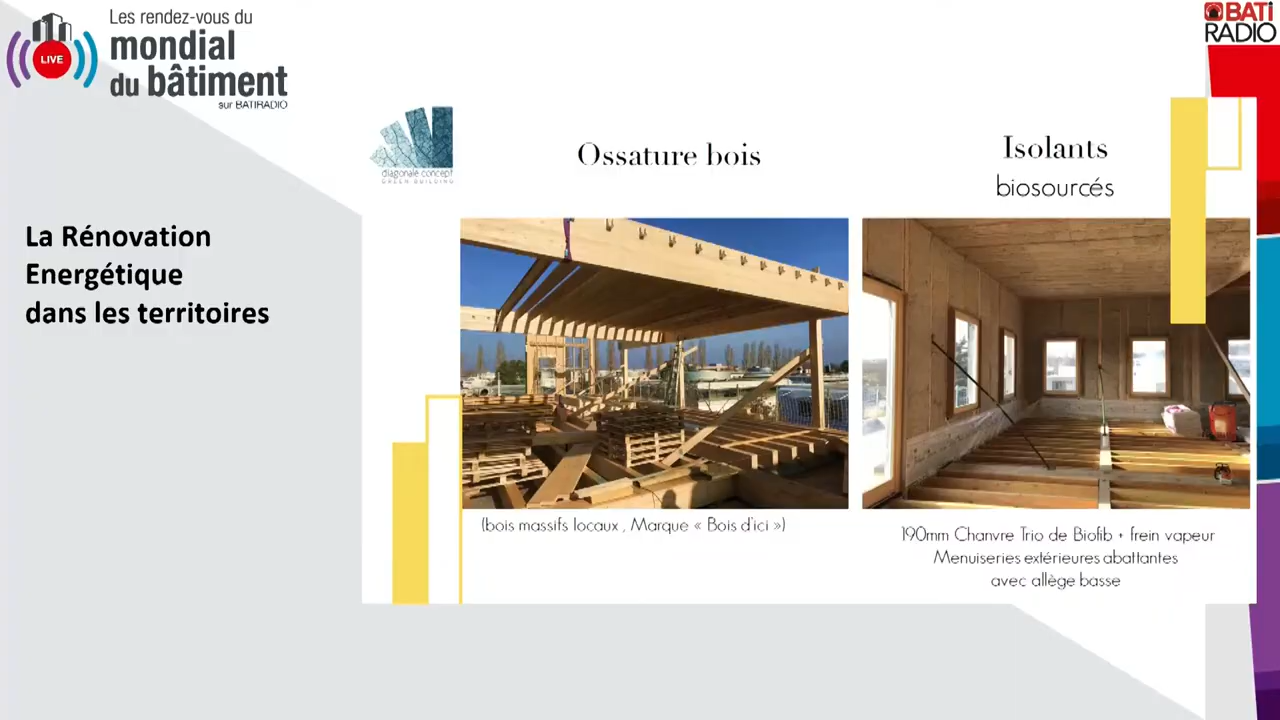 Les rendez-vous du
mondial
du bâtiment
sur BATIRADIO
LIVE
BATi
RADIO
La Rénovation
Energétique
dans les territoires
diagonale concept
GREEN BUILDING
Ossature bois
Isolants
biosourcés
(bois massifs locaux , Marque « Bois d'ici »)
190mm Chanvre Trio de Biofib + frein vapeur
Menuiseries extérieures abattantes
avec allège basse